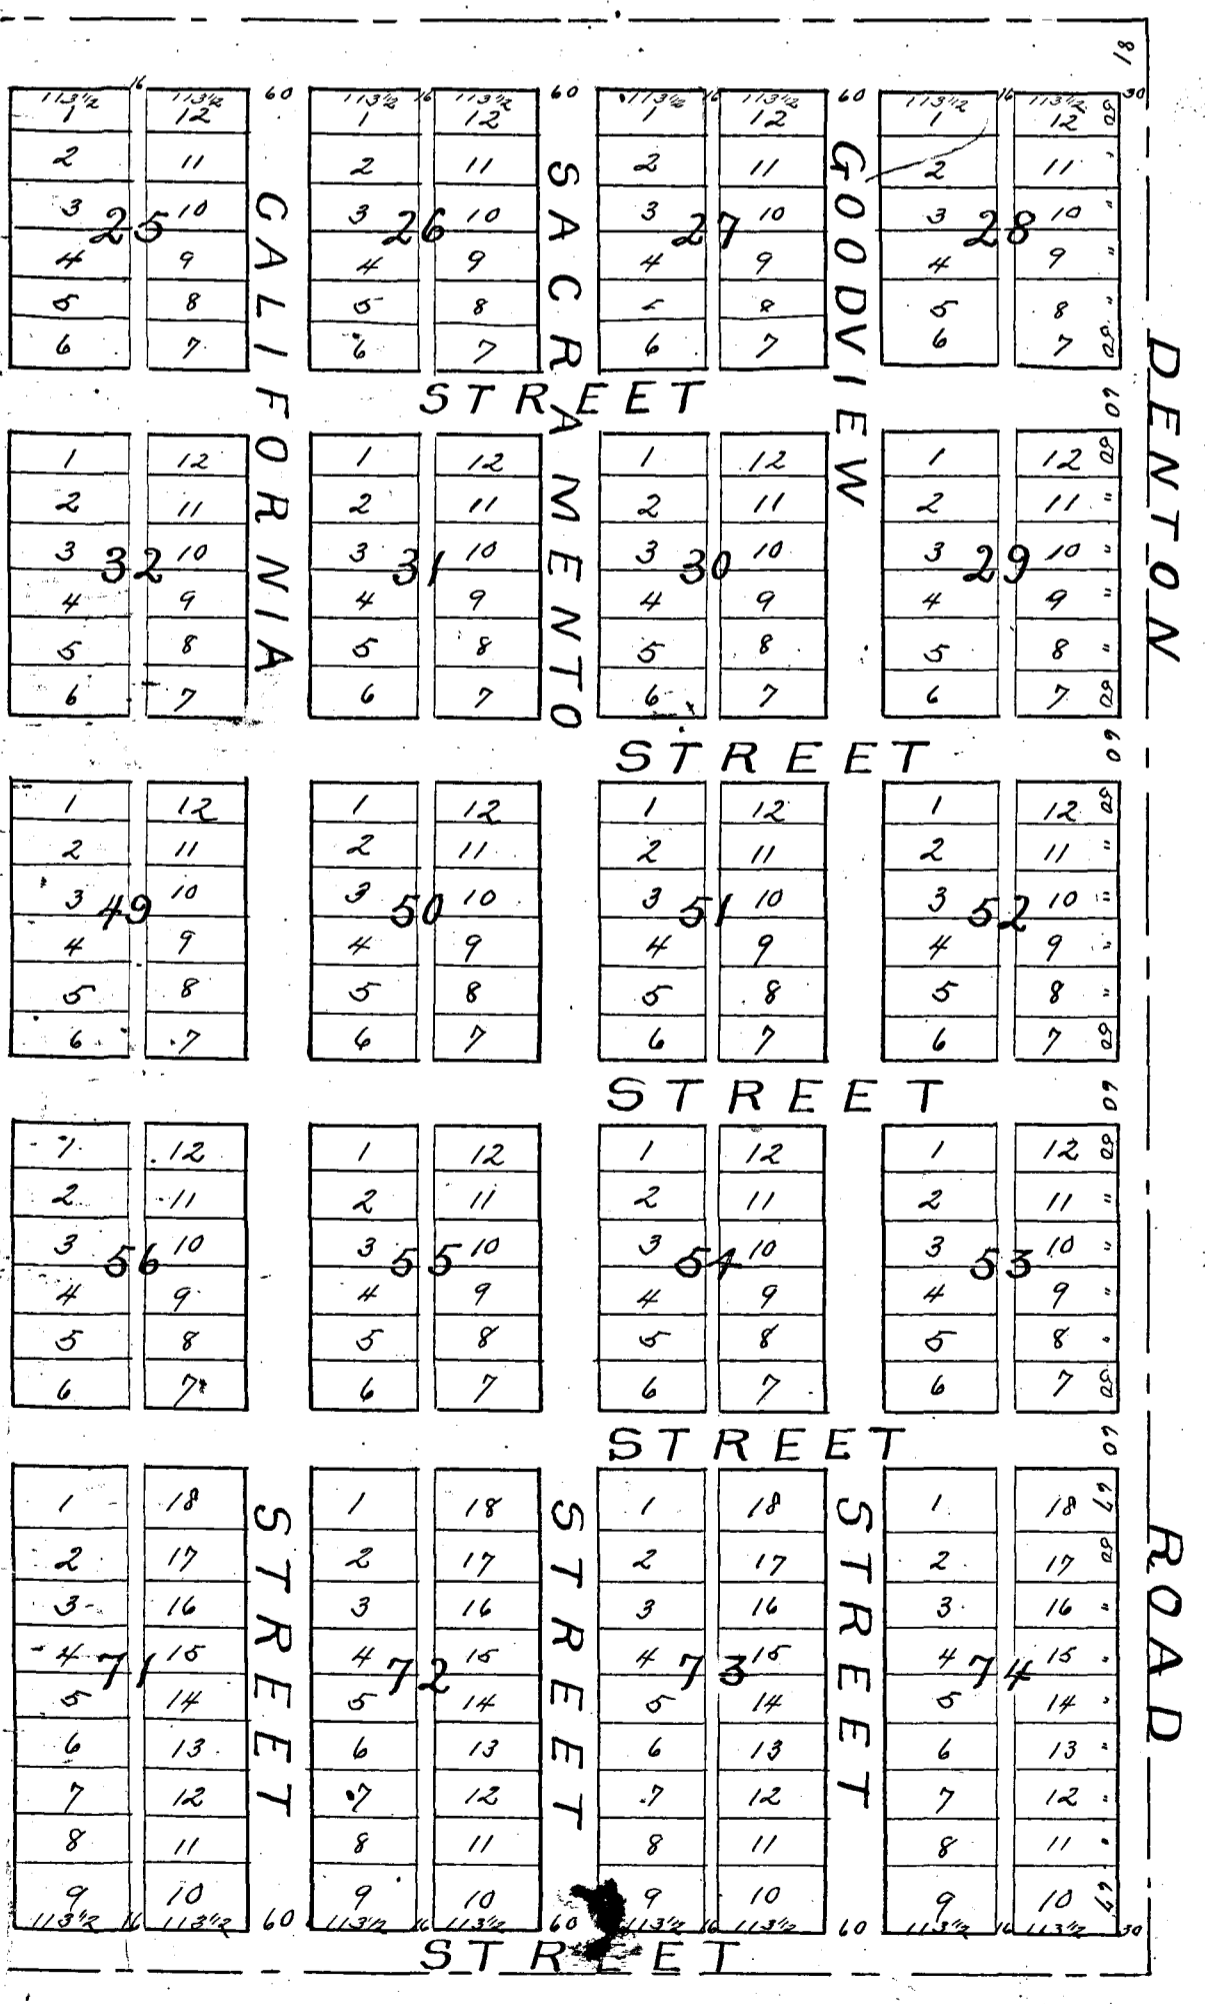 18
113½ 16 113½ 60 113½ 16 113½ 60 113½ 16 113½ 60 113½ 16 113½ 30
1 12 1 12 1 12 1 12 50
2 11 2 11 2 11 2 11 "
3 10 3 10 3 10 3 10 "
25 26 27 28
4 9 4 9 4 9 4 9 "
5 8 5 8 5 8 5 8 "
6 7 6 7 6 7 6 7 50
STREET 60
1 12 1 12 1 12 1 12 50
2 11 2 11 2 11 2 11 "
3 10 3 10 3 10 3 10 "
32 31 30 29
4 9 4 9 4 9 4 9 "
5 8 5 8 5 8 5 8 "
6 7 6 7 6 7 6 7 50
STREET 60
1 12 1 12 1 12 1 12 50
2 11 2 11 2 11 2 11 "
3 10 3 10 3 10 3 10 "
49 50 51 52
4 9 4 9 4 9 4 9 "
5 8 5 8 5 8 5 8 "
6 7 6 7 6 7 6 7 50
STREET 60
1 12 1 12 1 12 1 12 50
2 11 2 11 2 11 2 11 "
3 10 3 10 3 10 3 10 "
56 55 54 53
4 9 4 9 4 9 4 9 "
5 8 5 8 5 8 5 8 "
6 7 6 7 6 7 6 7 50
STREET 60
1 18 1 18 1 18 1 18 67
2 17 2 17 2 17 2 17 50
3 16 3 16 3 16 3 16 "
4 15 4 15 4 15 4 15 "
71 72 73 74
5 14 5 14 5 14 5 14 "
6 13 6 13 6 13 6 13 "
7 12 7 12 7 12 7 12 "
8 11 8 11 8 11 8 11 "
9 10 9 10 9 10 9 10 67
113½ 16 113½ 60 113½ 16 113½ 60 113½ 16 113½ 60 113½ 16 113½ 30
STREET
CALIFORNIA STREET
SACRAMENTO STREET
GOODVIEW STREET
DENTON ROAD